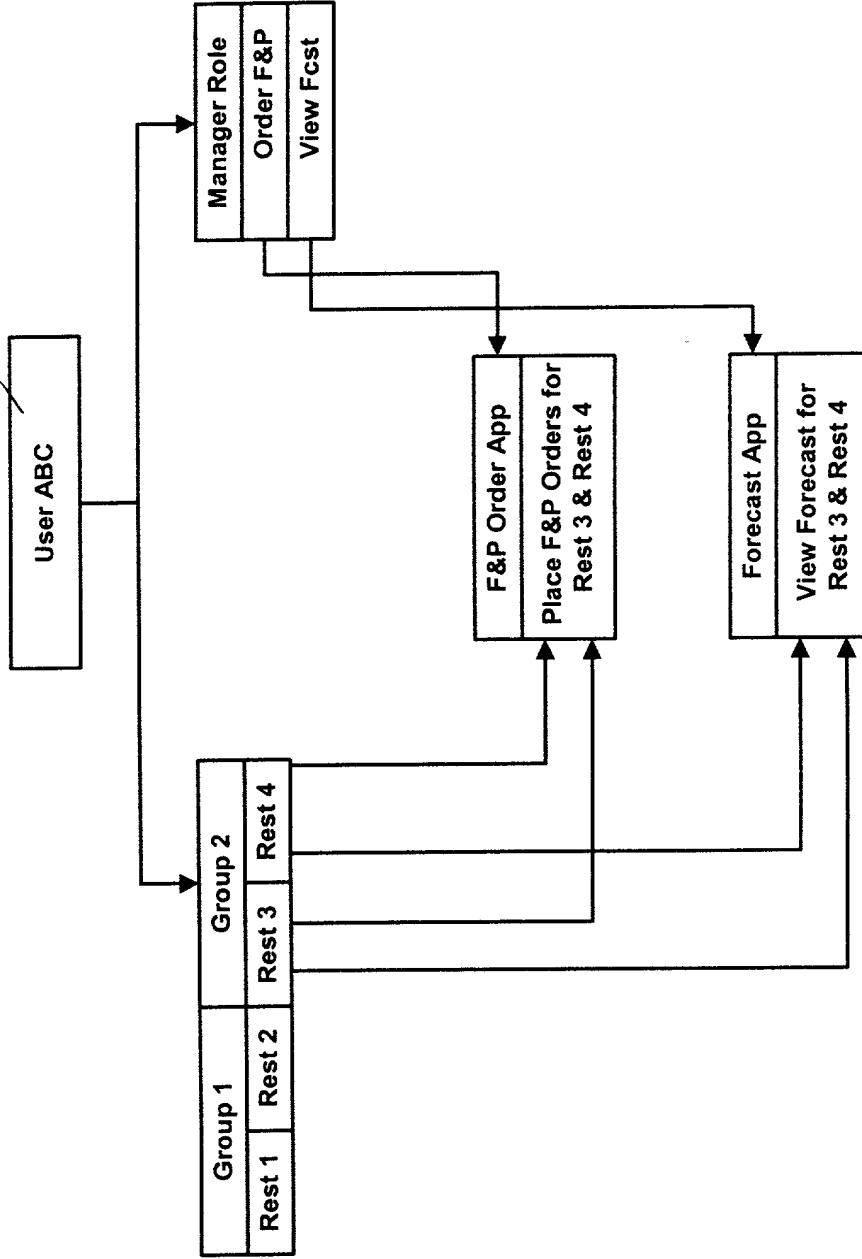 User ABC
Group 1
Group 2
Rest 1
Rest 2
Rest 3
Rest 4
Manager Role
Order F&P
View Fcst
F&P Order App
Place F&P Orders for
Rest 3 & Rest 4
Forecast App
View Forecast for
Rest 3 & Rest 4